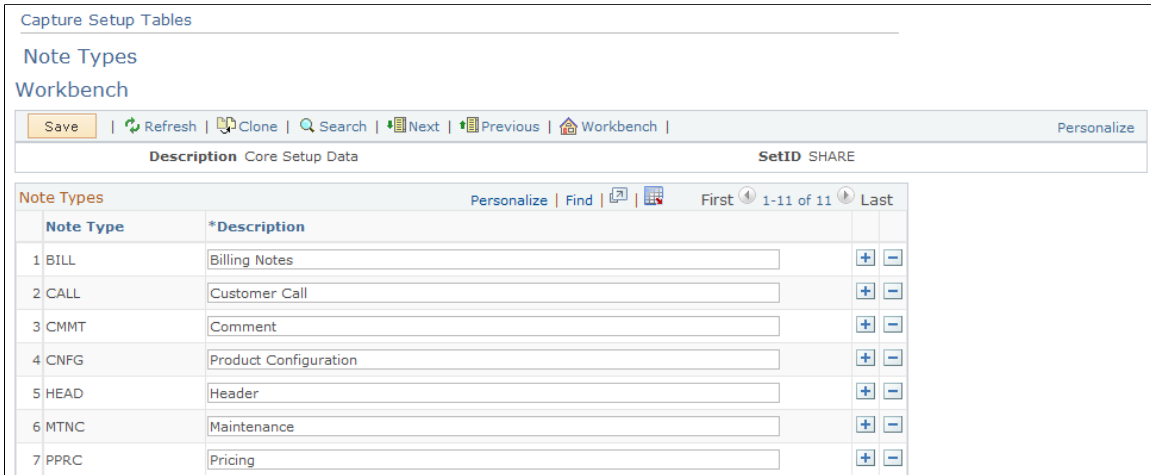 Capture Setup Tables
Note Types
Workbench
Save | Refresh | Clone | Search | Next | Previous | Workbench | Personalize
Description Core Setup Data SetID SHARE
Note Types Personalize | Find | | First 1-11 of 11 Last
Note Type *Description
1 BILL Billing Notes
2 CALL Customer Call
3 CMMT Comment
4 CNFG Product Configuration
5 HEAD Header
6 MTNC Maintenance
7 PPRC Pricing